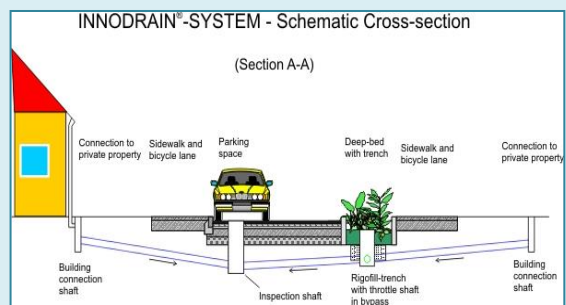 INNODRAIN®-SYSTEM - Schematic Cross-section
(Section A-A)
Connection to
private property
Sidewalk and
bicycle lane
Parking
space
Deep-bed
with trench
Sidewalk and
bicycle lane
Connection to
private property
Building
connection
shaft
Inspection shaft
Rigofill-trench
with throttle shaft
in bypass
Building
connection
shaft